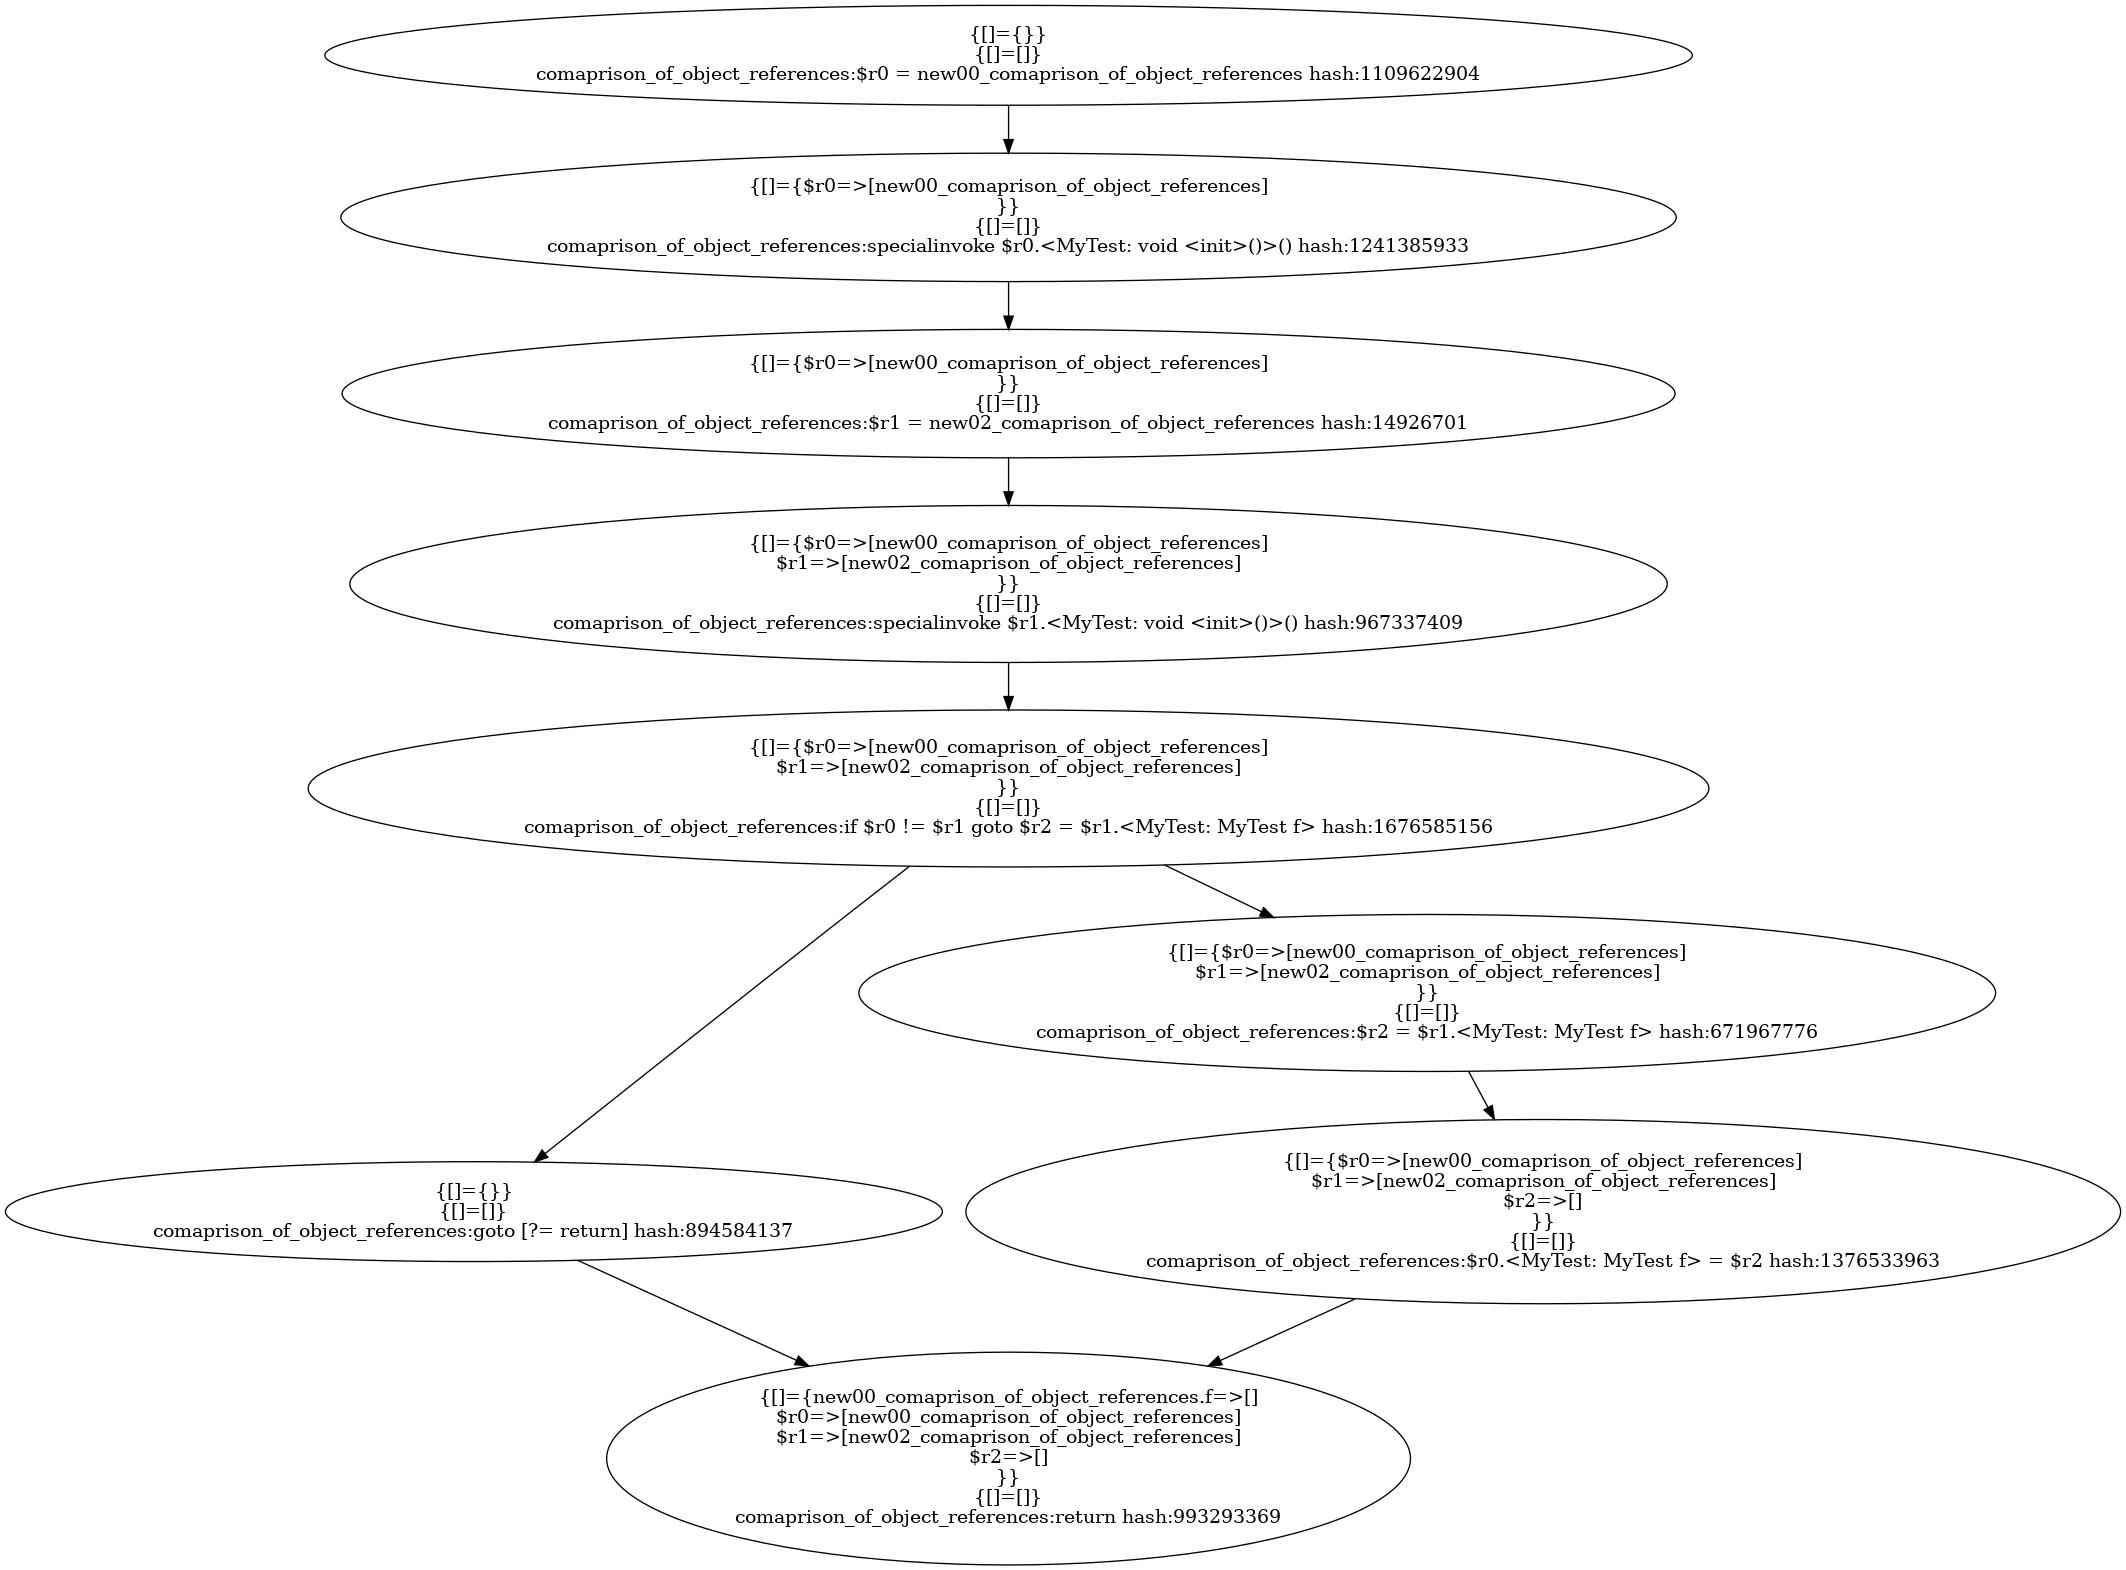 {[]={}}
{[]=[]}
comaprison_of_object_references:$r0 = new00_comaprison_of_object_references hash:1109622904
{[]={$r0=>[new00_comaprison_of_object_references]
}}
{[]=[]}
comaprison_of_object_references:specialinvoke $r0.<MyTest: void <init>()>() hash:1241385933
{[]={$r0=>[new00_comaprison_of_object_references]
}}
{[]=[]}
comaprison_of_object_references:$r1 = new02_comaprison_of_object_references hash:14926701
{[]={$r0=>[new00_comaprison_of_object_references]
$r1=>[new02_comaprison_of_object_references]
}}
{[]=[]}
comaprison_of_object_references:specialinvoke $r1.<MyTest: void <init>()>() hash:967337409
{[]={$r0=>[new00_comaprison_of_object_references]
$r1=>[new02_comaprison_of_object_references]
}}
{[]=[]}
comaprison_of_object_references:if $r0 != $r1 goto $r2 = $r1.<MyTest: MyTest f> hash:1676585156
{[]={$r0=>[new00_comaprison_of_object_references]
$r1=>[new02_comaprison_of_object_references]
}}
{[]=[]}
comaprison_of_object_references:$r2 = $r1.<MyTest: MyTest f> hash:671967776
{[]={}}
{[]=[]}
comaprison_of_object_references:goto [?= return] hash:894584137
{[]={$r0=>[new00_comaprison_of_object_references]
$r1=>[new02_comaprison_of_object_references]
$r2=>[]
}}
{[]=[]}
comaprison_of_object_references:$r0.<MyTest: MyTest f> = $r2 hash:1376533963
{[]={new00_comaprison_of_object_references.f=>[]
$r0=>[new00_comaprison_of_object_references]
$r1=>[new02_comaprison_of_object_references]
$r2=>[]
}}
{[]=[]}
comaprison_of_object_references:return hash:993293369